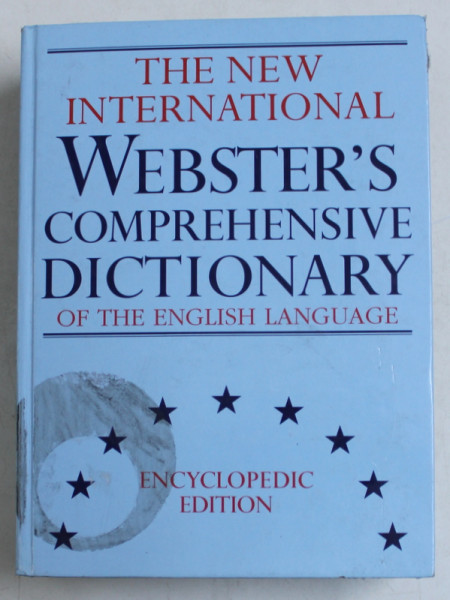 THE NEW
INTERNATIONAL
WEBSTER'S
COMPREHENSIVE
DICTIONARY
OF THE ENGLISH LANGUAGE
ENCYCLOPEDIC
EDITION